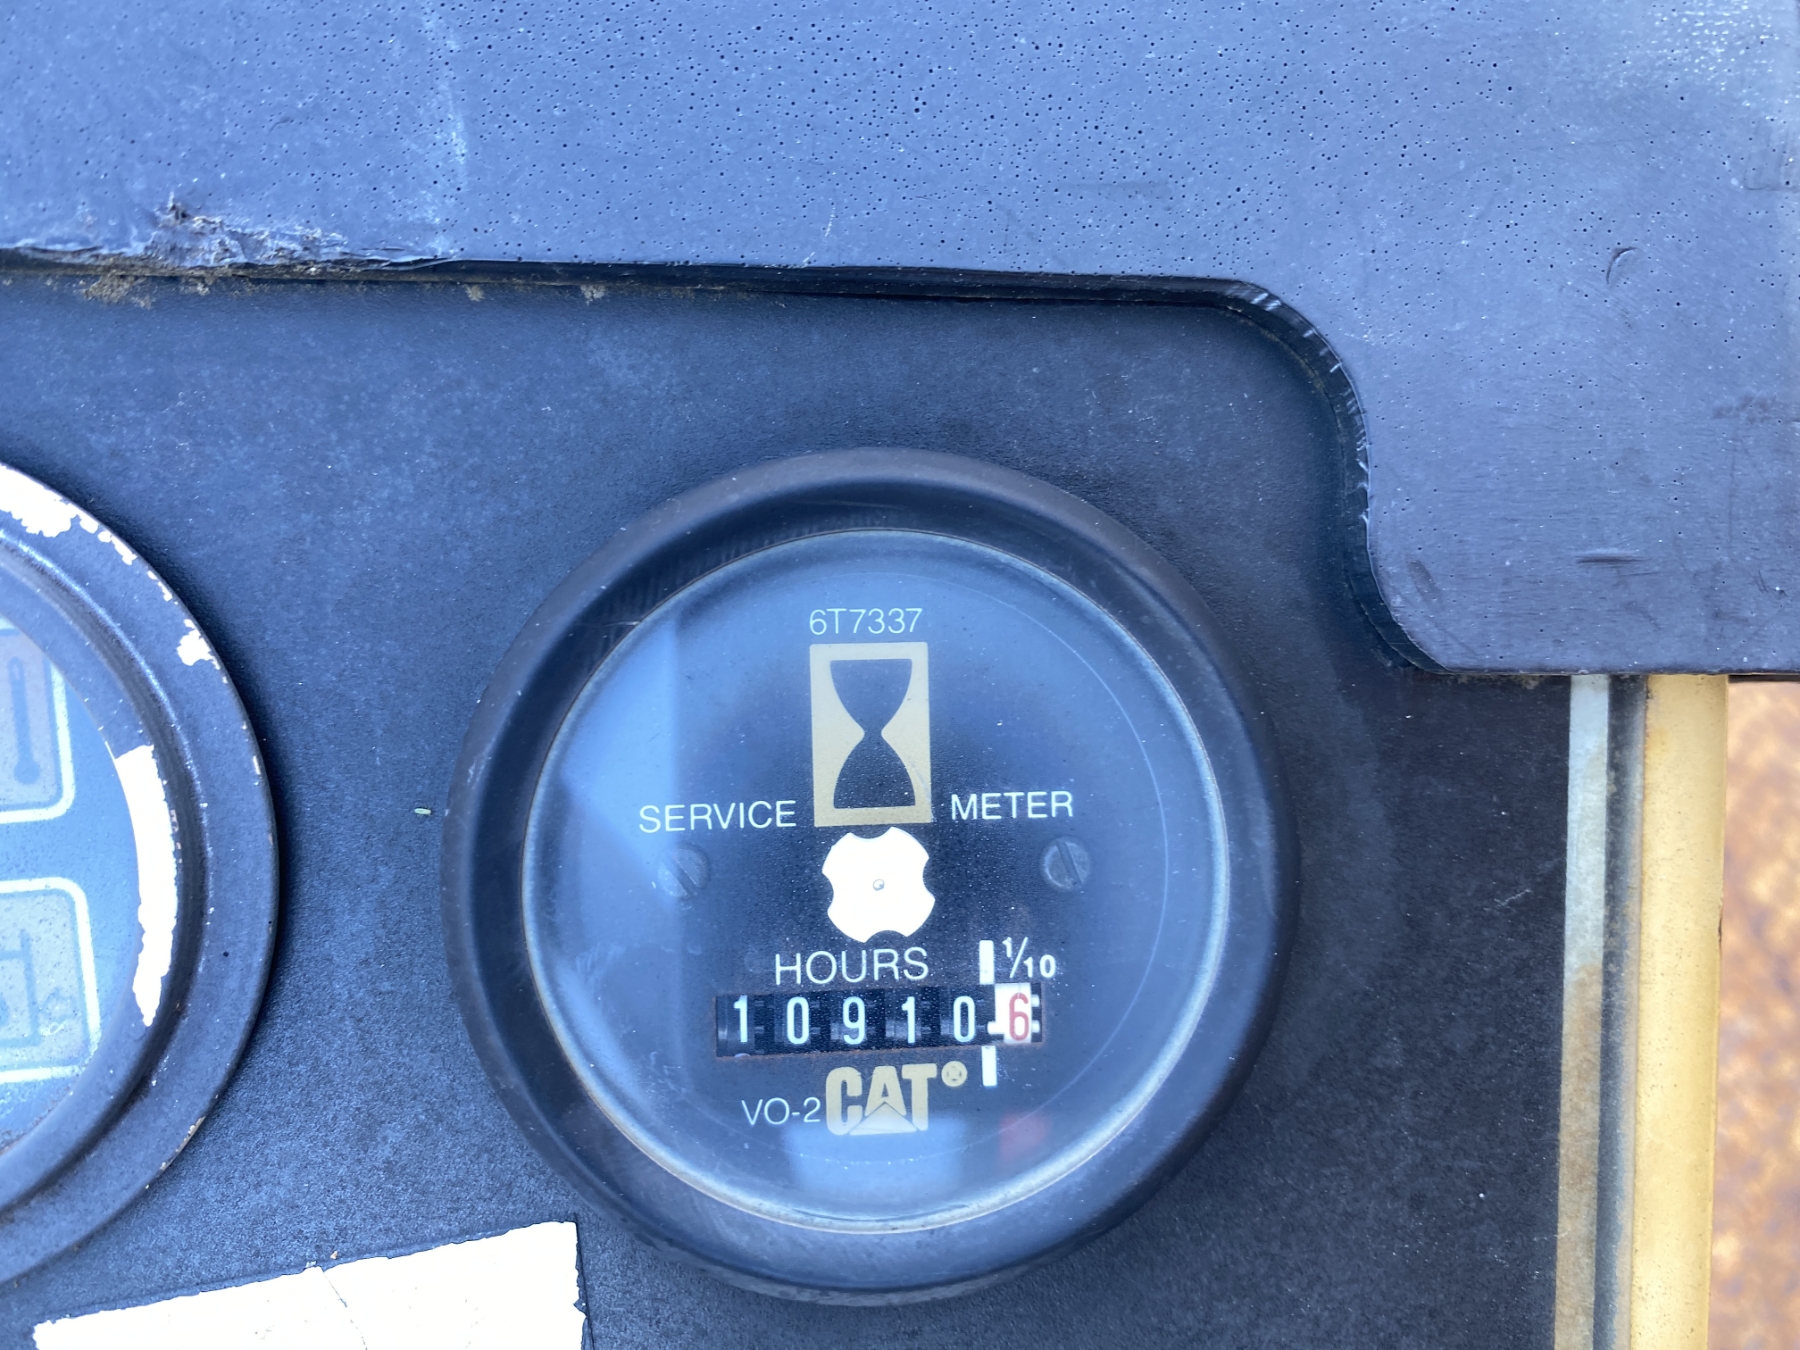 6T7337
SERVICE METER
HOURS 1/10
109106
VO-2 CAT